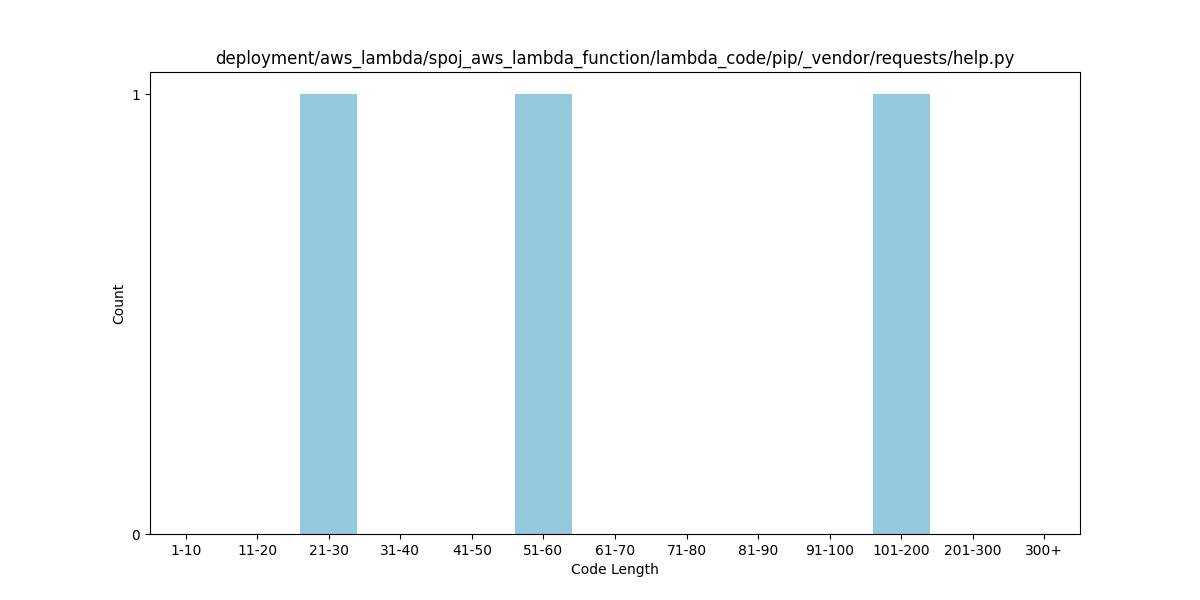 deployment/aws_lambda/spoj_aws_lambda_function/lambda_code/pip/_vendor/requests/help.py
1
Count
0
1-10 11-20 21-30 31-40 41-50 51-60 61-70 71-80 81-90 91-100 101-200 201-300 300+
Code Length